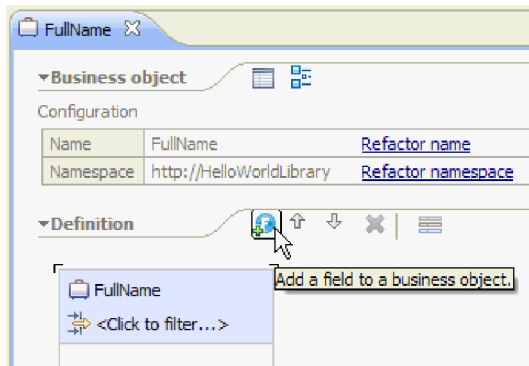 FullName
Business object
Configuration
Name FullName Refactor name
Namespace http://HelloWorldLibrary Refactor namespace
Definition
Add a field to a business object.
FullName
<Click to filter...>